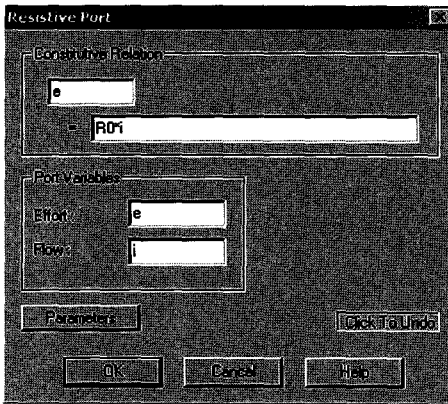 Resistive Port
Constitutive Relation
e
= R0*i
Port Variables
Effort: e
Flow: i
Parameters
Click To Undo
OK
Cancel
Help